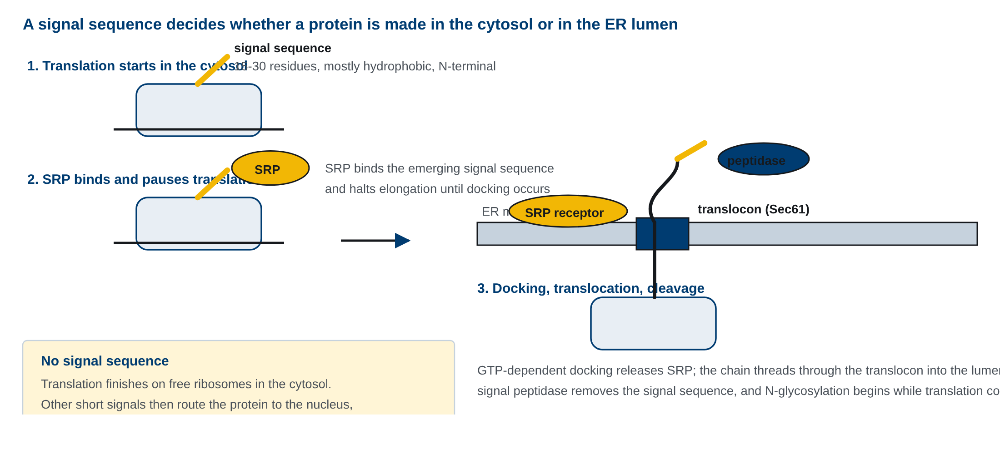 A signal sequence decides whether a protein is made in the cytosol or in the ER lumen
signal sequence
1. Translation starts in the cytosol
15-30 residues, mostly hydrophobic, N-terminal
SRP
2. SRP binds and pauses
SRP binds the emerging signal sequence
and halts elongation until docking occurs
peptidase
ER
SRP receptor
translocon (Sec61)
3. Docking, translocation, cleavage
No signal sequence
Translation finishes on free ribosomes in the cytosol.
Other short signals then route the protein to the nucleus,
GTP-dependent docking releases SRP; the chain threads through the translocon into the
signal peptidase removes the signal sequence, and N-glycosylation begins while translation